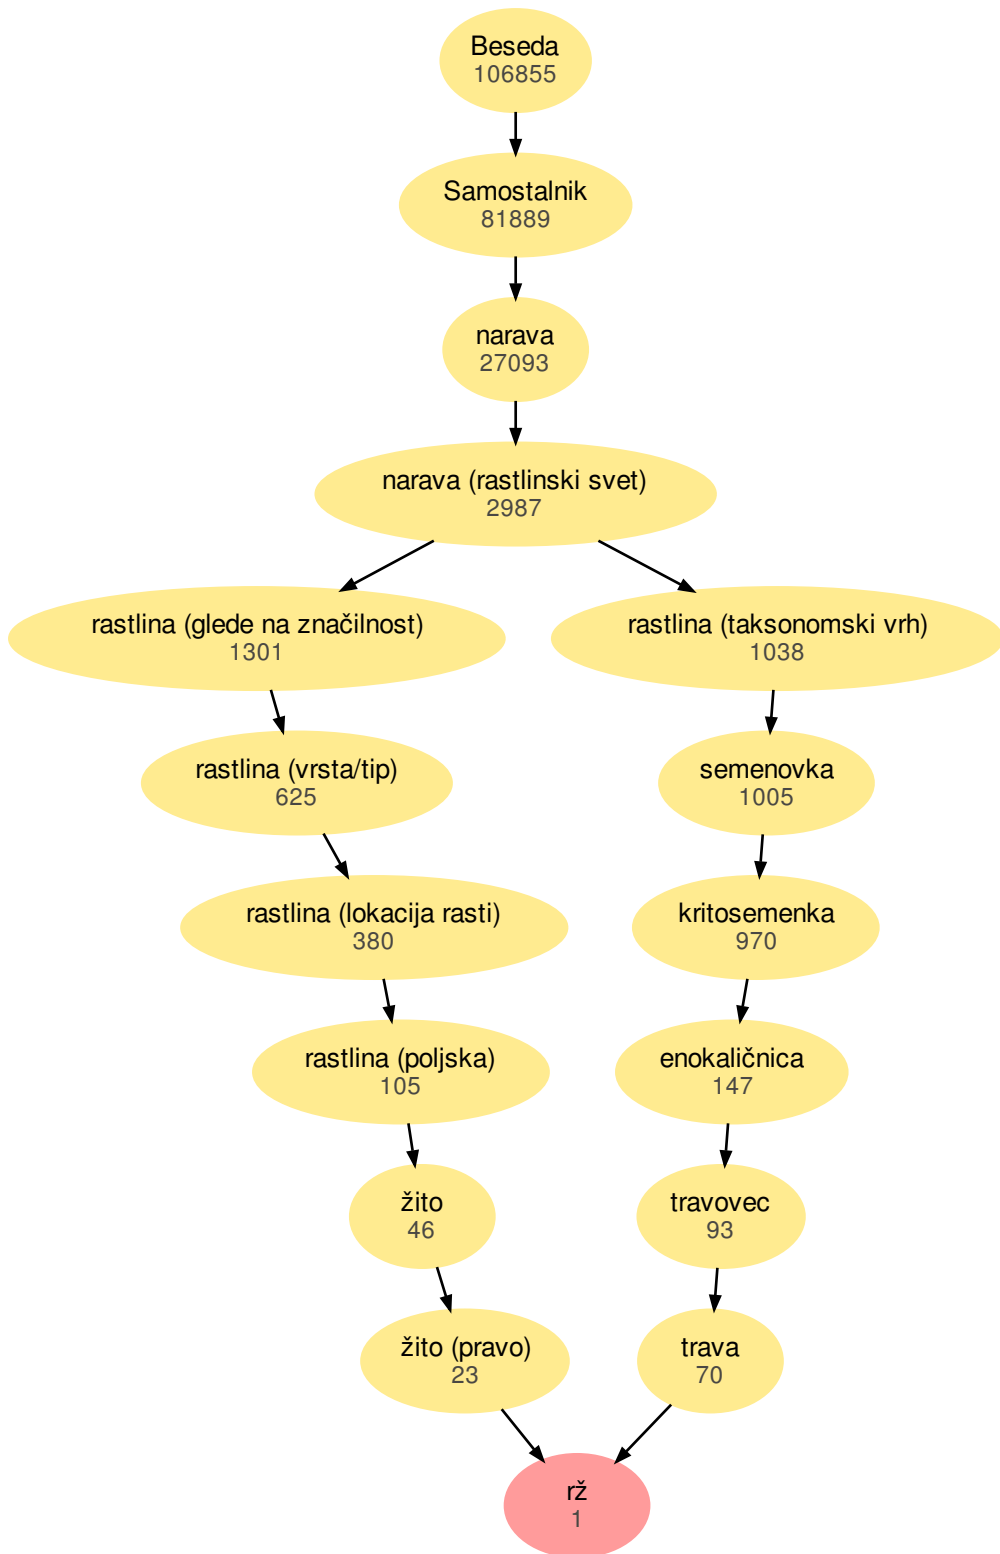 Beseda
106855
Samostalnik
81889
narava
27093
narava (rastlinski svet)
2987
rastlina (glede na značilnost)
1301
rastlina (taksonomski vrh)
1038
rastlina (vrsta/tip)
625
semenovka
1005
rastlina (lokacija rasti)
380
kritosemenka
970
rastlina (poljska)
105
enokaličnica
147
žito
46
travovec
93
žito (pravo)
23
trava
70
rž
1